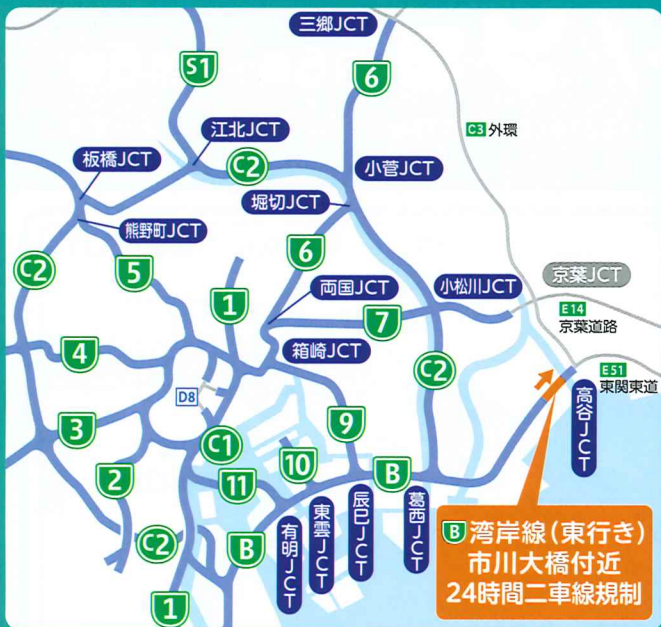 三郷JCT
S1
6
C3 外環
江北JCT
板橋JCT
C2
小菅JCT
堀切JCT
熊野町JCT
C2
5
6
1
両国JCT
小松川JCT
京葉JCT
7
E14
京葉道路
4
箱崎JCT
C2
E51
東関東道
D8
3
C1
9
高谷JCT
2
11
10
B
C2
B
有明JCT
東雲JCT
辰巳JCT
葛西JCT
1
B 湾岸線(東行き)
市川大橋付近
24時間二車線規制